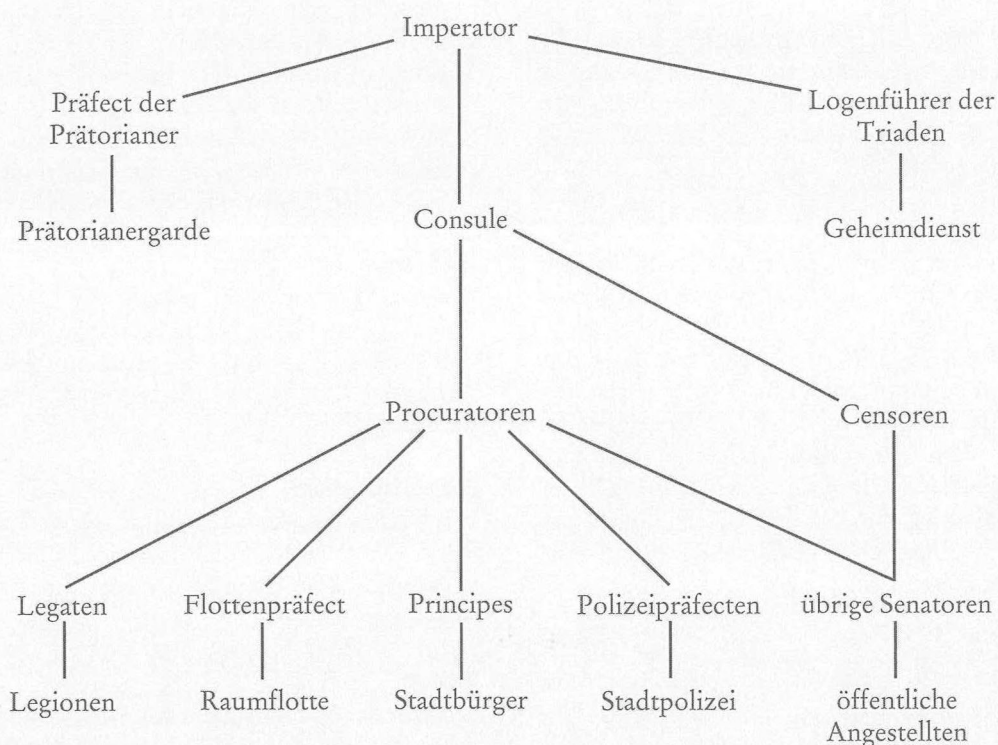 Imperator
Präfect der
Prätorianer
Logenführer der
Triaden
Prätorianergarde
Consule
Geheimdienst
Procuratoren
Censoren
Legaten
Flottenpräfect
Principes
Polizeipräfecten
übrige Senatoren
Legionen
Raumflotte
Stadtbürger
Stadtpolizei
öffentliche
Angestellten